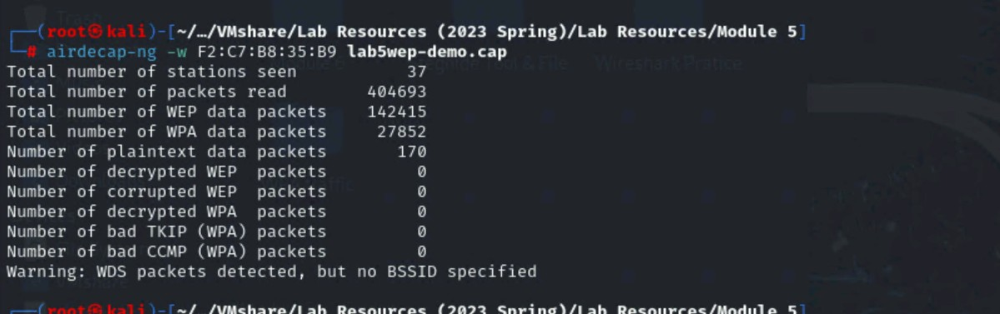 ┌──(root㉿kali)-[~/…/VMshare/Lab Resources (2023 Spring)/Lab Resources/Module 5]
└─# airdecap-ng -w F2:C7:B8:35:B9 lab5wep-demo.cap
Total number of stations seen           37
Total number of packets read        404693
Total number of WEP data packets    142415
Total number of WPA data packets     27852
Number of plaintext data packets       170
Number of decrypted WEP  packets         0
Number of corrupted WEP  packets         0
Number of decrypted WPA  packets         0
Number of bad TKIP (WPA) packets         0
Number of bad CCMP (WPA) packets         0
Warning: WDS packets detected, but no BSSID specified
┌──(root㉿kali)-[~/…/VMshare/Lab Resources (2023 Spring)/Lab Resources/Module 5]
Trash
Tool & File
Wireshark Pratice